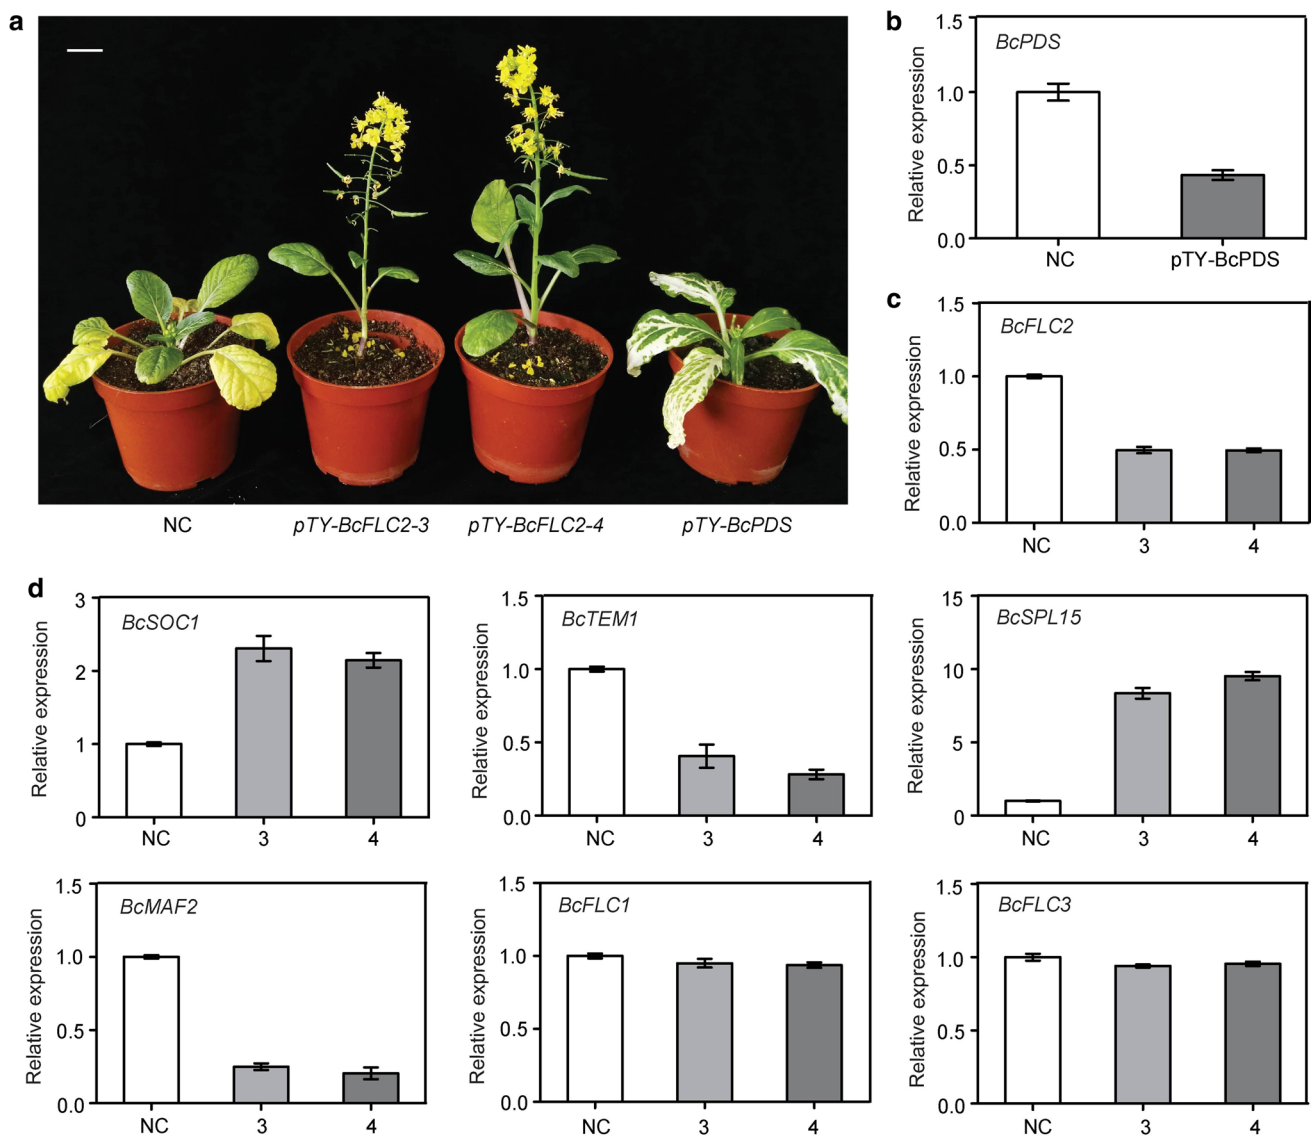 a
NC
pTY-BcFLC2-3
pTY-BcFLC2-4
pTY-BcPDS
b
BcPDS
Relative expression
1.5
1.0
0.5
0.0
NC
pTY-BcPDS
c
BcFLC2
Relative expression
1.5
1.0
0.5
0.0
NC
3
4
d
BcSOC1
Relative expression
3
2
1
0
NC
3
4
BcTEM1
Relative expression
1.5
1.0
0.5
0.0
NC
3
4
BcSPL15
Relative expression
15
10
5
0
NC
3
4
BcMAF2
Relative expression
1.5
1.0
0.5
0.0
NC
3
4
BcFLC1
Relative expression
1.5
1.0
0.5
0.0
NC
3
4
BcFLC3
Relative expression
1.5
1.0
0.5
0.0
NC
3
4